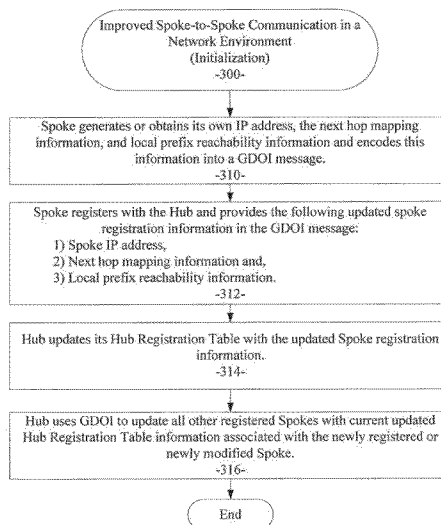 Improved Spoke-to-Spoke Communication in a
Network Environment
(Initialization)
-300-
Spoke generates or obtains its own IP address, the next hop mapping
information, and local prefix reachability information and encodes this
information into a GDOI message.
-310-
Spoke registers with the Hub and provides the following updated spoke
registration information in the GDOI message:
1) Spoke IP address,
2) Next hop mapping information and,
3) Local prefix reachability information.
-312-
Hub updates its Hub Registration Table with the updated Spoke registration
information.
-314-
Hub uses GDOI to update all other registered Spokes with current updated
Hub Registration Table information associated with the newly registered or
newly modified Spoke.
-316-
End